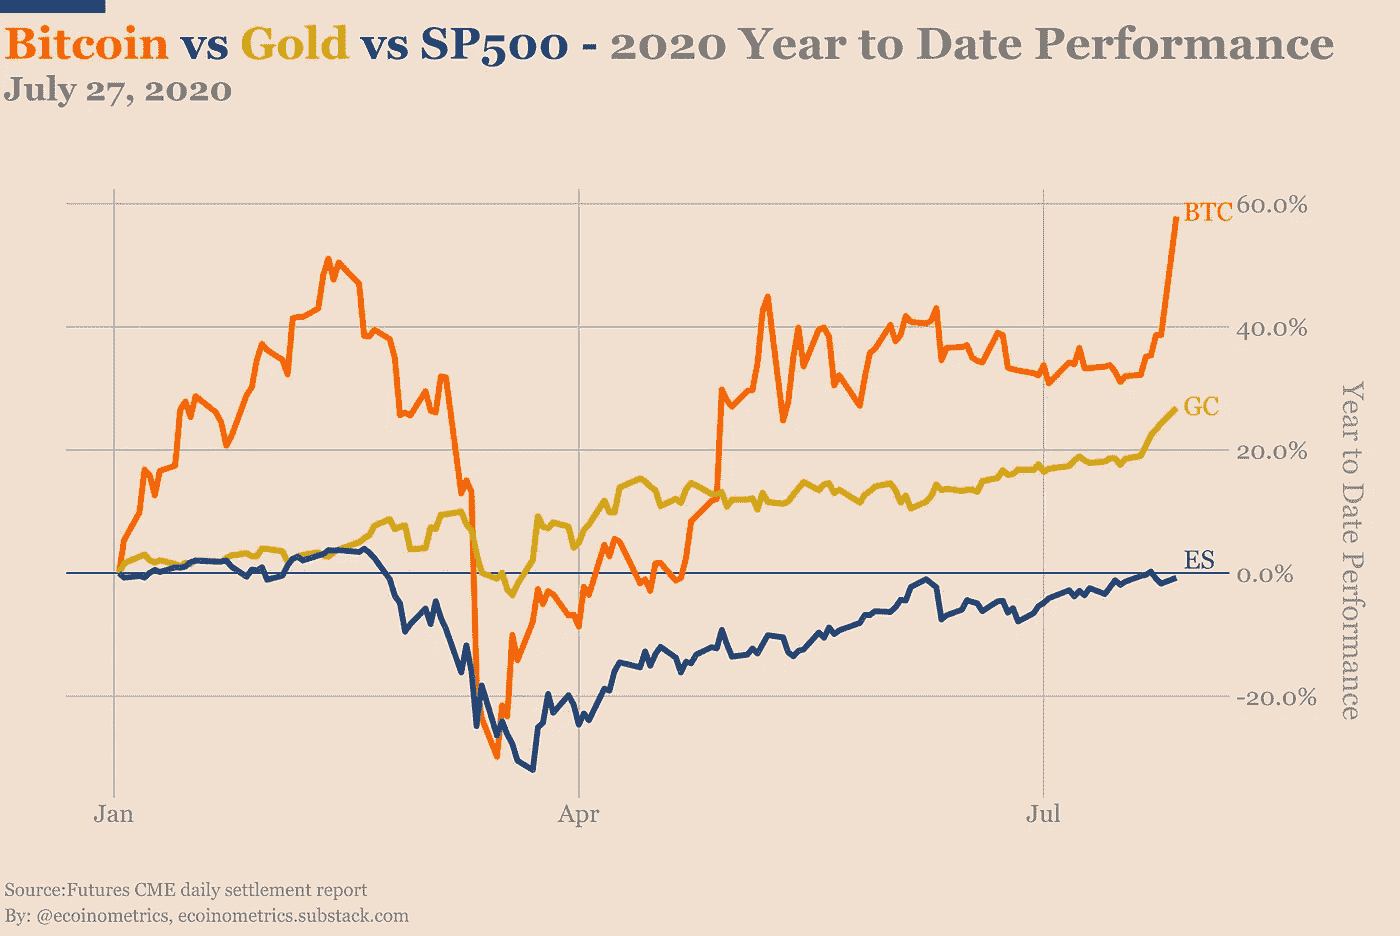 Bitcoin vs Gold vs SP500 - 2020 Year to Date Performance
July 27, 2020
BTC
60.0%
40.0%
GC
20.0%
ES
0.0%
-20.0%
Year to Date Performance
Jan
Apr
Jul
Source:Futures CME daily settlement report
By: @ecoinometrics, ecoinometrics.substack.com